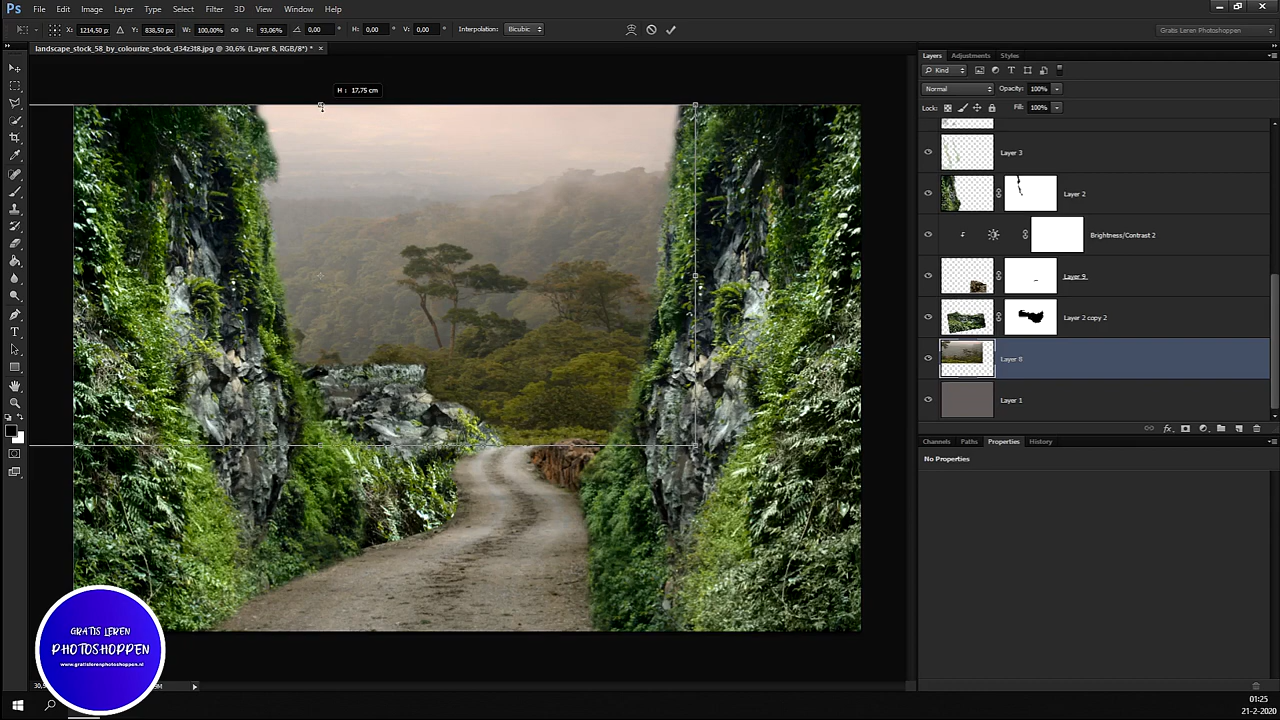 Ps File Edit Image Layer Type Select Filter 3D View Window Help
X: 1214,50 px Y: 838,50 px W: 100,00% H: 93,06% 0,00 ° H: 0,00 ° V: 0,00 ° Interpolation: Bicubic Gratis Leren Photoshoppen
landscape_stock_58_by_colourize_stock_d34z3t8.jpg @ 30,6% (Layer 8, RGB/8*) * ×
Layers Adjustments Styles
Kind
Normal Opacity: 100%
Lock: Fill: 100%
H : 17,75 cm
Layer 3
Layer 2
Brightness/Contrast 2
Layer 9
Layer 2 copy 2
Layer 8
Layer 1
fx
Channels Paths Properties History
No Properties
GRATIS LEREN
PHOTOSHOPPEN
www.gratislerenphotoshoppen.nl
01:25
21-2-2020